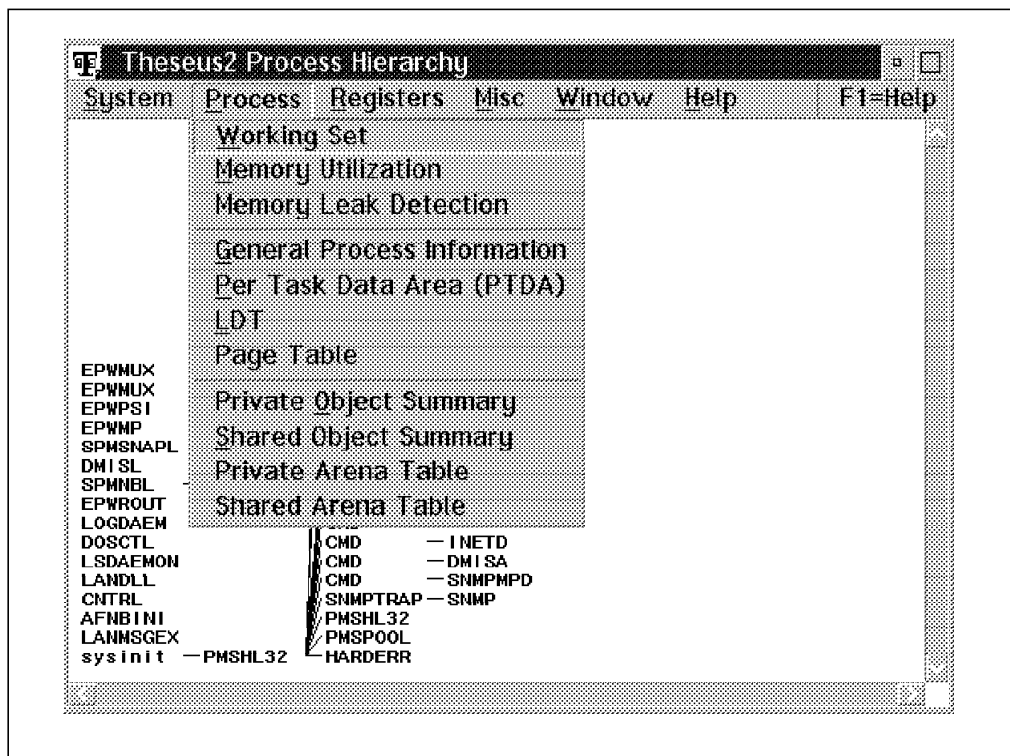 Theseus2 Process Hierarchy
System Process Registers Misc Window Help F1=Help
Working Set
Memory Utilization
Memory Leak Detection
General Process Information
Per Task Data Area (PTDA)
LDT
Page Table
Private Object Summary
Shared Object Summary
Private Arena Table
Shared Arena Table
EPWMUX
EPWMUX
EPWPSI
EPWMP
SPMSNAPL
DMISL
SPMNBL
EPWROUT
LOGDAEM
DOSCTL CMD INETD
LSDAEMON CMD DMISA
LANDLL CMD SNMPMPD
CNTRL SNMPTRAP SNMP
AFNBINI PMSHL32
LANMSGEX PMSPOOL
sysinit PMSHL32 HARDERR